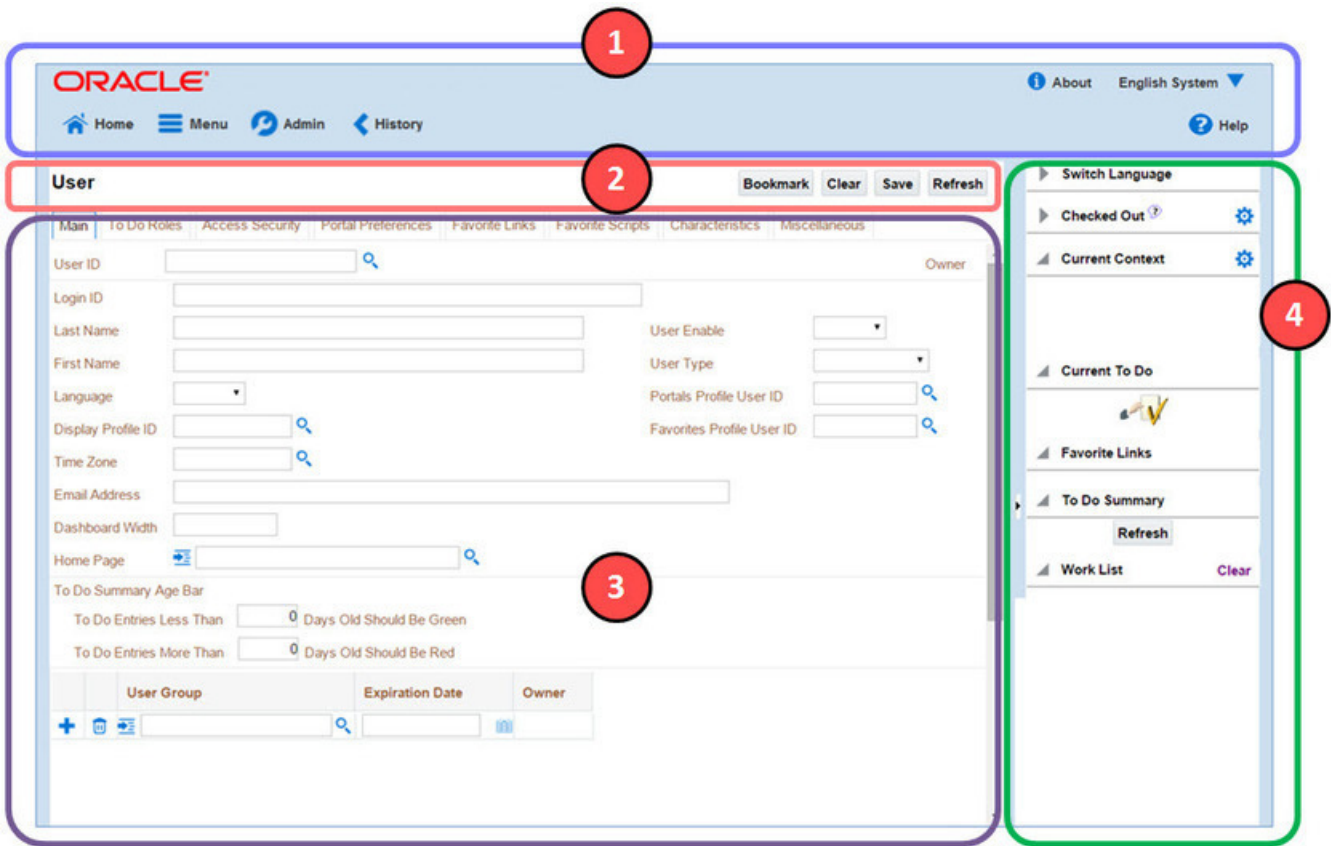 1
ORACLE
About English System
Home Menu Admin History Help
2
User Bookmark Clear Save Refresh
Main To Do Roles Access Security Portal Preferences Favorite Links Favorite Scripts Characteristics Miscellaneous
User ID Owner
Login ID
Last Name User Enable
First Name User Type
Language Portals Profile User ID
Display Profile ID Favorites Profile User ID
Time Zone
Email Address
Dashboard Width
Home Page
3
To Do Summary Age Bar
To Do Entries Less Than 0 Days Old Should Be Green
To Do Entries More Than 0 Days Old Should Be Red
User Group Expiration Date Owner
Switch Language
Checked Out ?
Current Context
4
Current To Do
Favorite Links
To Do Summary
Refresh
Work List Clear